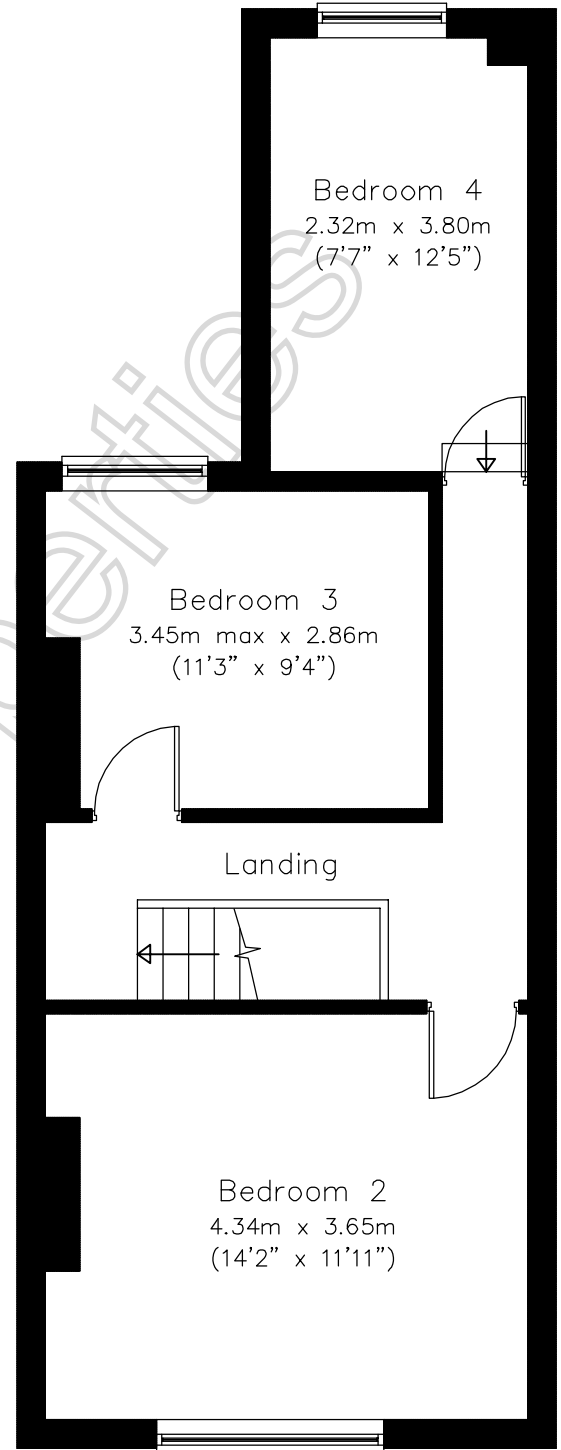 Bedroom 4
2.32m x 3.80m
(7'7" x 12'5")
Bedroom 3
3.45m max x 2.86m
(11'3" x 9'4")
Landing
Bedroom 2
4.34m x 3.65m
(14'2" x 11'11")